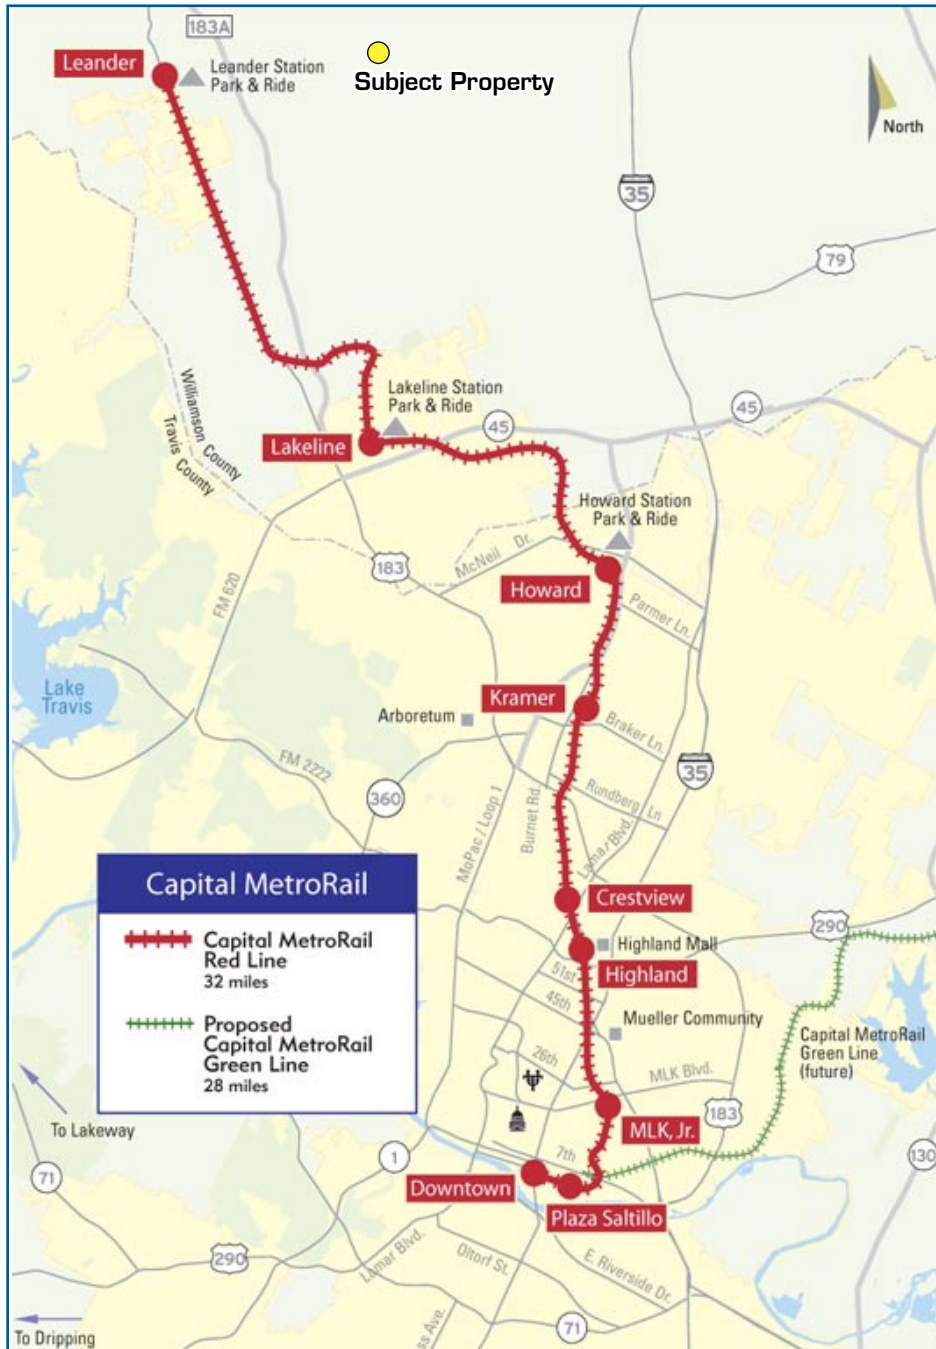 183A
Leander
Leander Station
Park & Ride
Subject Property
North
35
79
Williamson County
Travis County
Lakeline Station
Park & Ride
45
45
Lakeline
Howard Station
Park & Ride
McNeil Dr.
183
Howard
FM 620
Parmer Ln.
Lake
Travis
Kramer
Arboretum
Braker Ln.
FM 2222
35
360
MoPac / Loop 1
Burnet Rd.
Rundberg Ln
Lamar Blvd.
Capital MetroRail
Capital MetroRail
Red Line
32 miles
Proposed
Capital MetroRail
Green Line
28 miles
Crestview
290
Highland Mall
Highland
51st
45th
Mueller Community
Capital MetroRail
Green Line
(future)
26th
MLK Blvd.
183
MLK, Jr.
To Lakeway
1
7th
130
71
Downtown
Plaza Saltillo
290
Lamar Blvd.
Oltorf St.
E. Riverside Dr.
71
ss Ave.
To Dripping